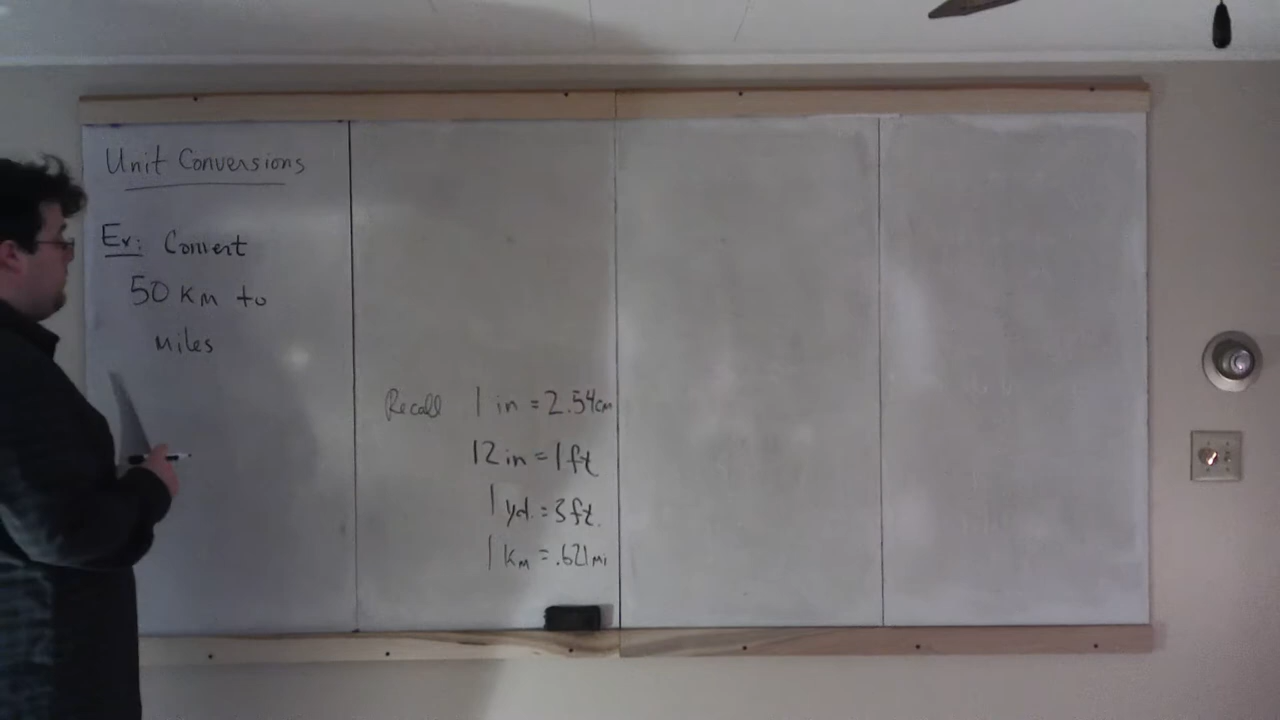 Unit Conversions
Ex: Convert
50 km to
miles
Recall 1 in = 2.54cm
12 in = 1 ft
1 yd. = 3 ft.
1 km = .621 mi